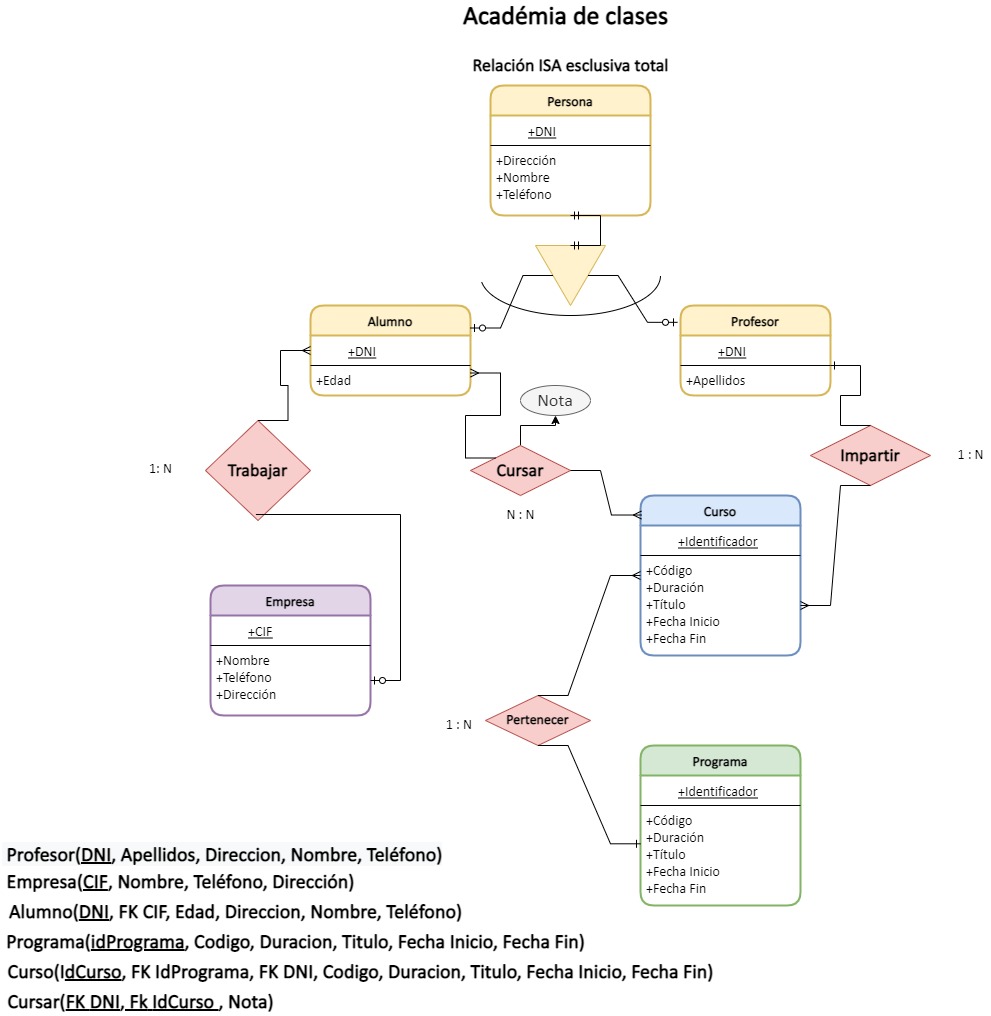 Académia de clases
Relación ISA esclusiva total
Persona
+DNI
+Dirección
+Nombre
+Teléfono
Alumno
+DNI
+Edad
Profesor
+DNI
+Apellidos
Nota
1: N
Trabajar
Cursar
N : N
Impartir
1 : N
Curso
+Identificador
+Código
+Duración
+Título
+Fecha Inicio
+Fecha Fin
Empresa
+CIF
+Nombre
+Teléfono
+Dirección
1 : N
Pertenecer
Programa
+Identificador
+Código
+Duración
+Título
+Fecha Inicio
+Fecha Fin
Profesor(DNI, Apellidos, Direccion, Nombre, Teléfono)
Empresa(CIF, Nombre, Teléfono, Dirección)
Alumno(DNI, FK CIF, Edad, Direccion, Nombre, Teléfono)
Programa(idPrograma, Codigo, Duracion, Titulo, Fecha Inicio, Fecha Fin)
Curso(IdCurso, FK IdPrograma, FK DNI, Codigo, Duracion, Titulo, Fecha Inicio, Fecha Fin)
Cursar(FK DNI, Fk IdCurso , Nota)